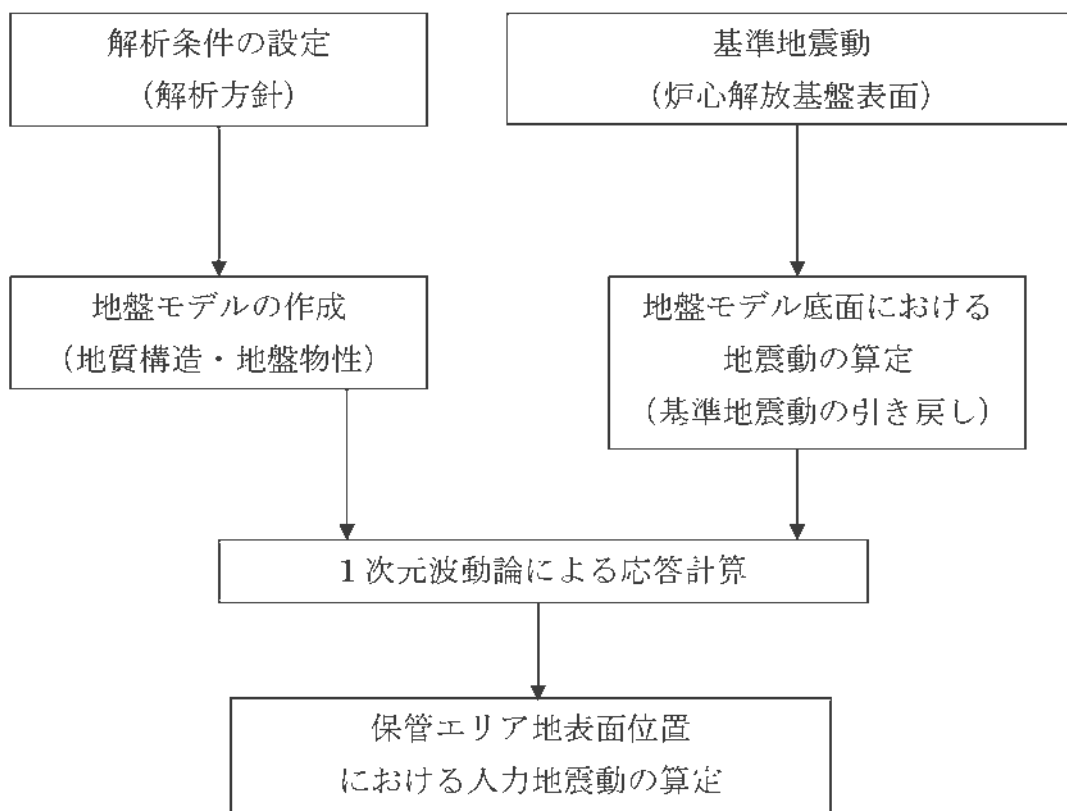 解析条件の設定
(解析方針)
基準地震動
(炉心解放基盤表面)
地盤モデルの作成
(地質構造・地盤物性)
地盤モデル底面における
地震動の算定
(基準地震動の引き戻し)
1次元波動論による応答計算
保管エリア地表面位置
における入力地震動の算定